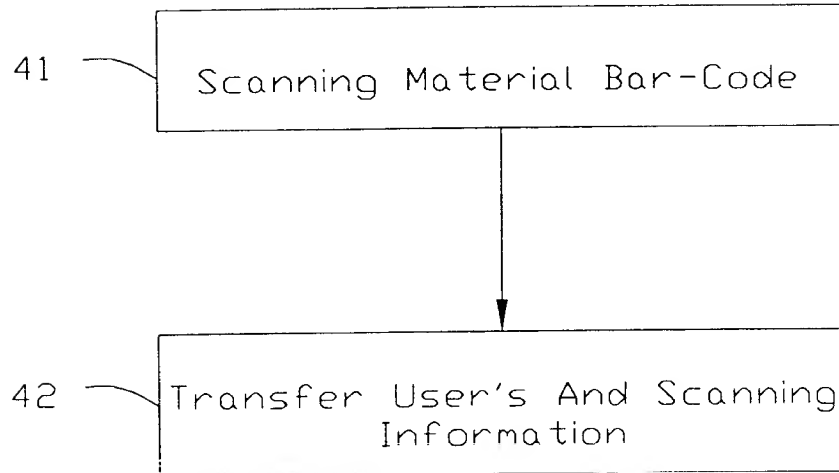 41
Scanning Material Bar-Code
42
Transfer User's And Scanning
Information